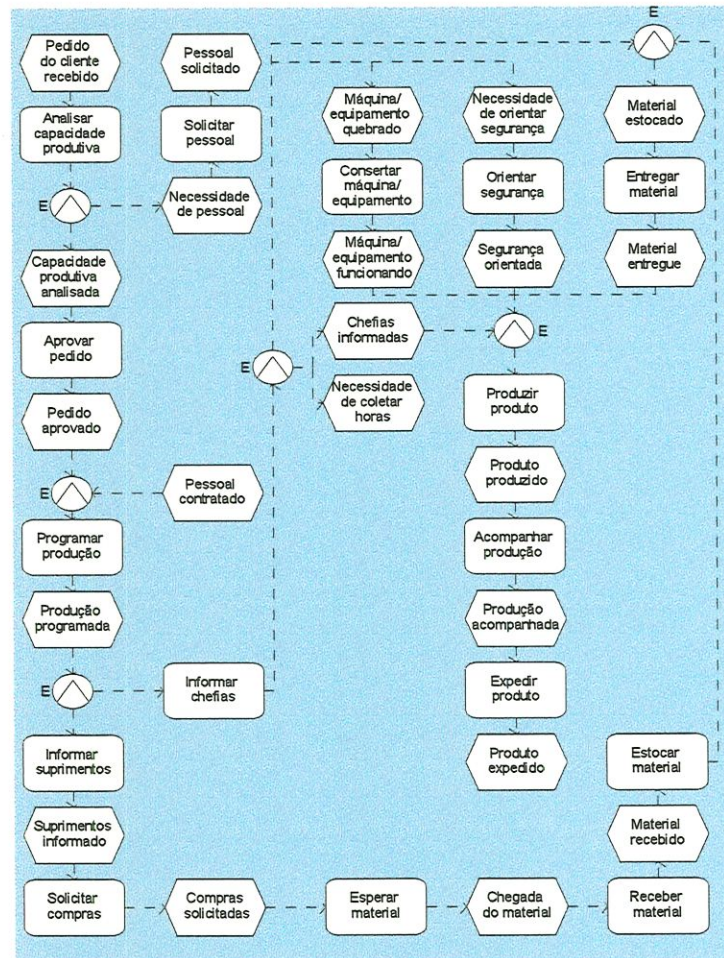 E
Pedido
do cliente
recebido
Pessoal
solicitado
Analisar
capacidade
produtiva
Solicitar
pessoal
Máquina/
equipamento
quebrado
Necessidade
de orientar
segurança
Material
estocado
Consertar
máquina/
equipamento
Orientar
segurança
Entregar
material
E
Necessidade
de pessoal
Capacidade
produtiva
analisada
Máquina/
equipamento
funcionando
Segurança
orientada
Material
entregue
Aprovar
pedido
Chefias
informadas
E
E
Necessidade
de coletar
horas
Pedido
aprovado
Produzir
produto
E
Pessoal
contratado
Produto
produzido
Programar
produção
Acompanhar
produção
Produção
programada
Produção
acompanhada
E
Informar
chefias
Expedir
produto
Informar
suprimentos
Produto
expedido
Estocar
material
Suprimentos
informado
Material
recebido
Solicitar
compras
Compras
solicitadas
Esperar
material
Chegada
do material
Receber
material